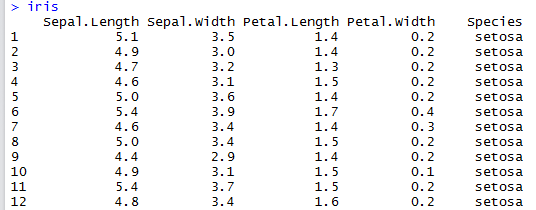 > iris
Sepal.Length Sepal.Width Petal.Length Petal.Width Species
1 5.1 3.5 1.4 0.2 setosa
2 4.9 3.0 1.4 0.2 setosa
3 4.7 3.2 1.3 0.2 setosa
4 4.6 3.1 1.5 0.2 setosa
5 5.0 3.6 1.4 0.2 setosa
6 5.4 3.9 1.7 0.4 setosa
7 4.6 3.4 1.4 0.3 setosa
8 5.0 3.4 1.5 0.2 setosa
9 4.4 2.9 1.4 0.2 setosa
10 4.9 3.1 1.5 0.1 setosa
11 5.4 3.7 1.5 0.2 setosa
12 4.8 3.4 1.6 0.2 setosa